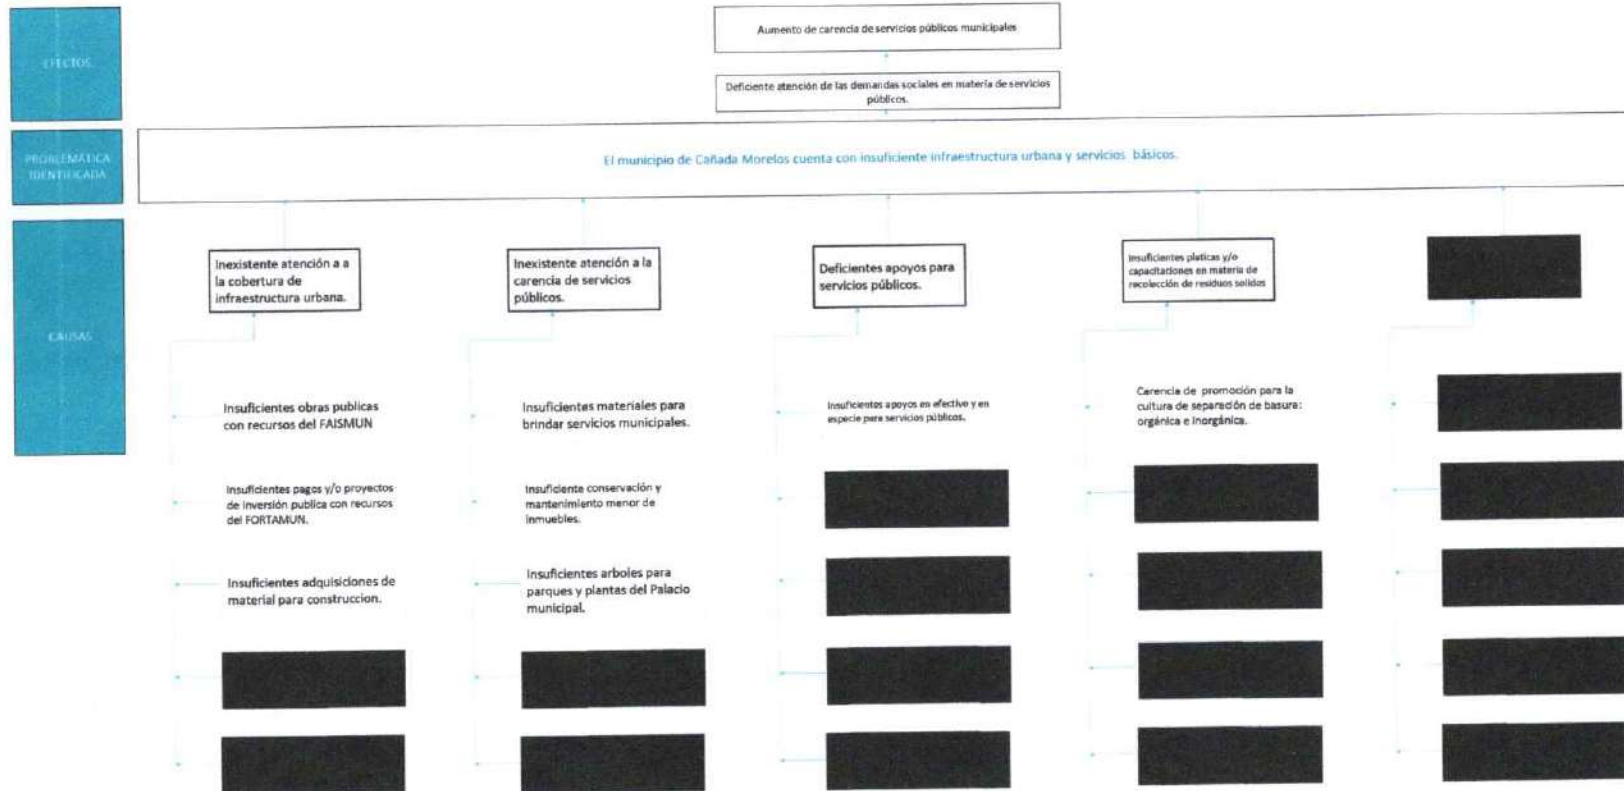 EFECTOS
Aumento de carencia de servicios públicos municipales
Deficiente atención de las demandas sociales en materia de servicios
públicos.
PROBLEMÁTICA
IDENTIFICADA
El municipio de Cañada Morelos cuenta con insuficiente infraestructura urbana y servicios básicos.
CAUSAS
Inexistente atención a a
la cobertura de
infraestructura urbana.
Insuficientes obras publicas
con recursos del FAISMUN
Insuficientes pagos y/o proyectos
de inversión publica con recursos
del FORTAMUN.
Insuficientes adquisiciones de
material para construccion.
Inexistente atención a la
carencia de servicios
públicos.
Insuficientes materiales para
brindar servicios municipales.
Insuficiente conservación y
mantenimiento menor de
inmuebles.
Insuficientes arboles para
parques y plantas del Palacio
municipal.
Deficientes apoyos para
servicios públicos.
Insuficientes apoyos en efectivo y en
especie para servicios públicos.
Insuficientes platicas y/o
capacitaciones en materia de
recolección de residuos solidos
Carencia de promoción para la
cultura de separación de basura:
orgánica e inorgánica.